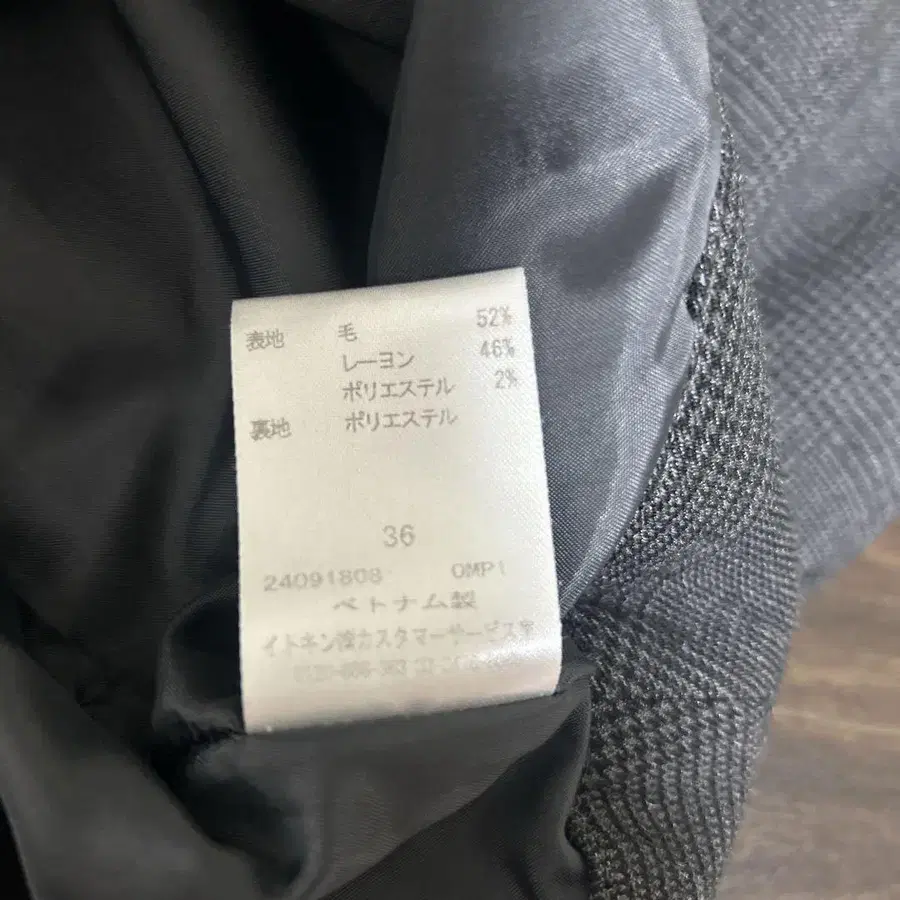 表地 毛 52%
レーヨン 46%
ポリエステル 2%
裏地 ポリエステル
36
24091808 OMP1
ベトナム製
イトキン㈱カスタマーサービス室